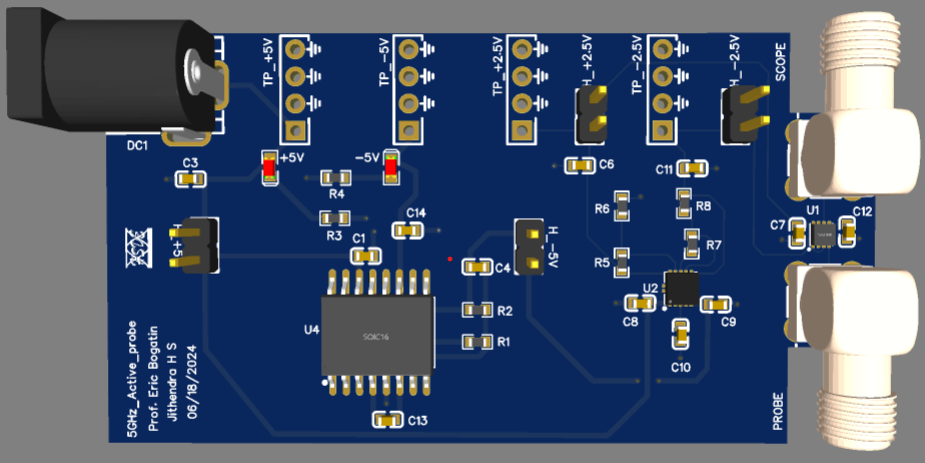 TP_+5V
TP_-5V
TP_+2.5V
H_+2.5V
TP_-2.5V
H_-2.5V
SCOPE
DC1
C3
+5V
-5V
R4
R3
C14
C1
C6
C11
R6
R8
R5
R7
U2
U1
C7
C12
H_-5V
C4
R2
R1
U4
SOIC16
C8
C9
C10
C13
PROBE
5GHz_Active_probe
Prof. Eric Bogatin
Jithendra H S
06/18/2024